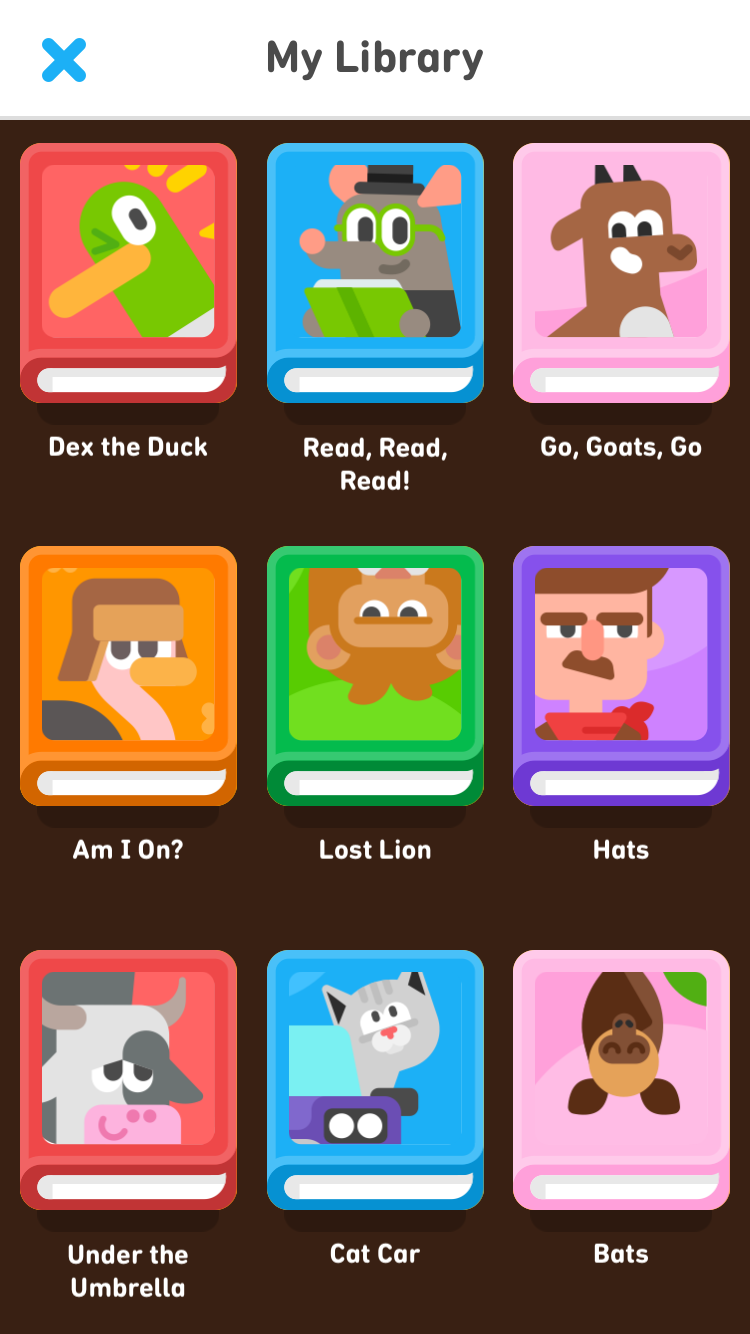 My Library
Dex the Duck
Read, Read,
Read!
Go, Goats, Go
Am I On?
Lost Lion
Hats
Under the
Umbrella
Cat Car
Bats